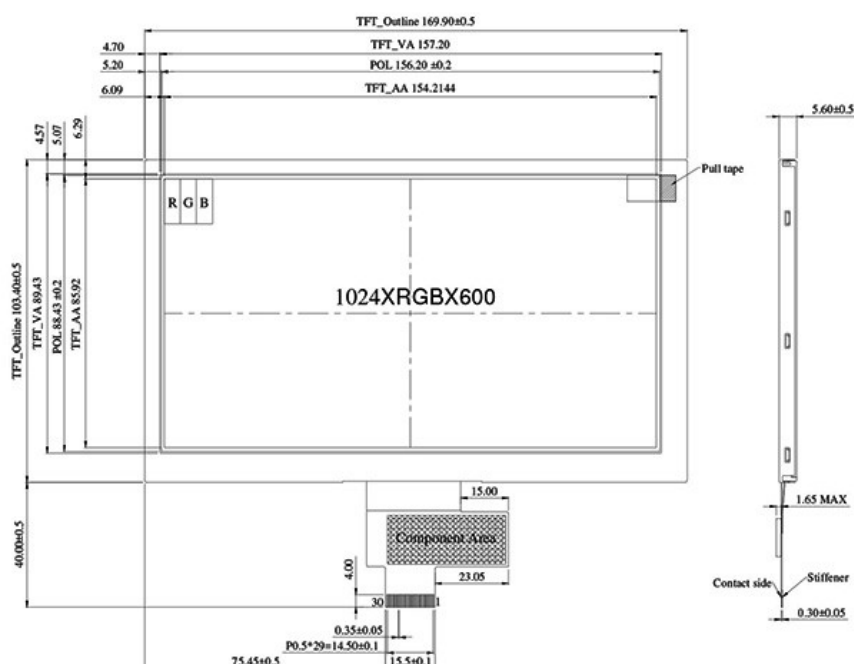 TFT_Outline 169.90±0.5
4.70
TFT_VA 157.20
5.20
POL 156.20 ±0.2
6.09
TFT_AA 154.2144
5.60±0.5
4.57
5.07
6.29
Pull tape
R G B
1024XRGBX600
TFT_Outline 103.40±0.5
TFT_VA 89.43
POL 88.43 ±0.2
TFT_AA 85.92
15.00
1.65 MAX
40.00±0.5
Component Area
4.00
23.05
Contact side
Stiffener
30
1
0.30±0.05
0.35±0.05
P0.5*29=14.50±0.1
75.45±0.5
15.5±0.1